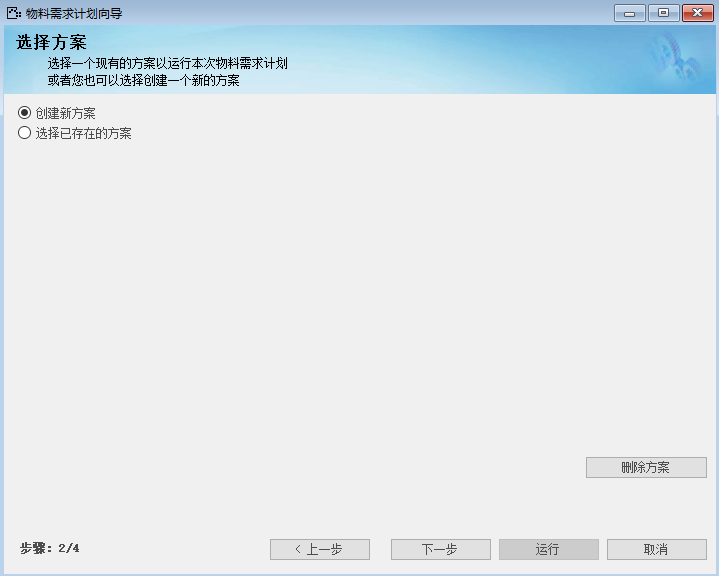 物料需求计划向导
选择方案
选择一个现有的方案以运行本次物料需求计划
或者您也可以选择创建一个新的方案
创建新方案
选择已存在的方案
删除方案
步骤：2/4
< 上一步
下一步
运行
取消